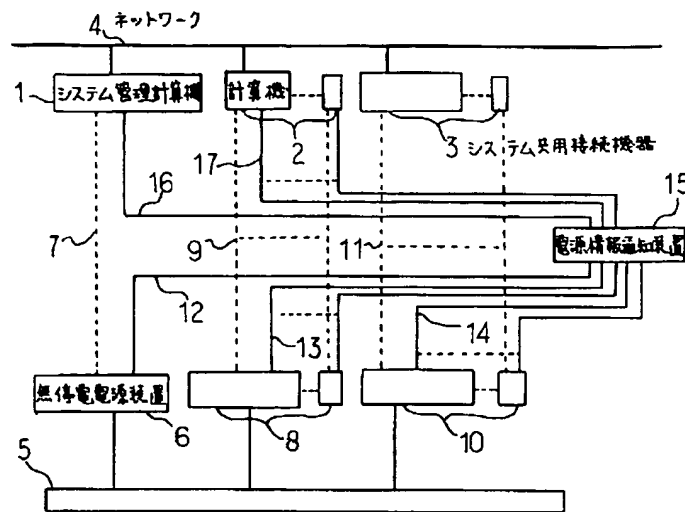 4 ネットワーク
1 システム管理計算機
計算機
2
3 システム共用接続機器
17
16
15
電源情報通知装置
7
9
11
12
13
14
無停電電源装置
6
8
10
5